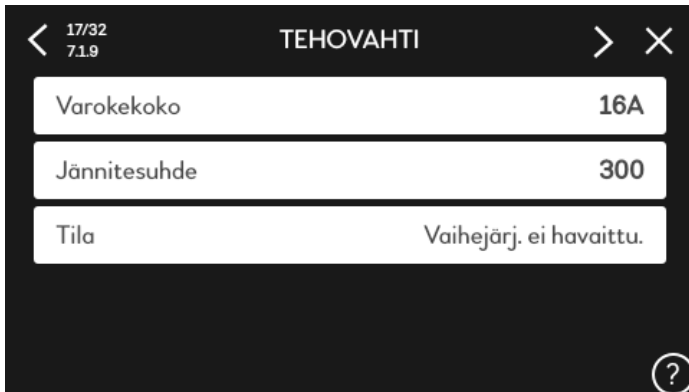 17/32
7.1.9
TEHOVAHTI
Varokekoko 16A
Jännitesuhde 300
Tila Vaihejärj. ei havaittu.
?